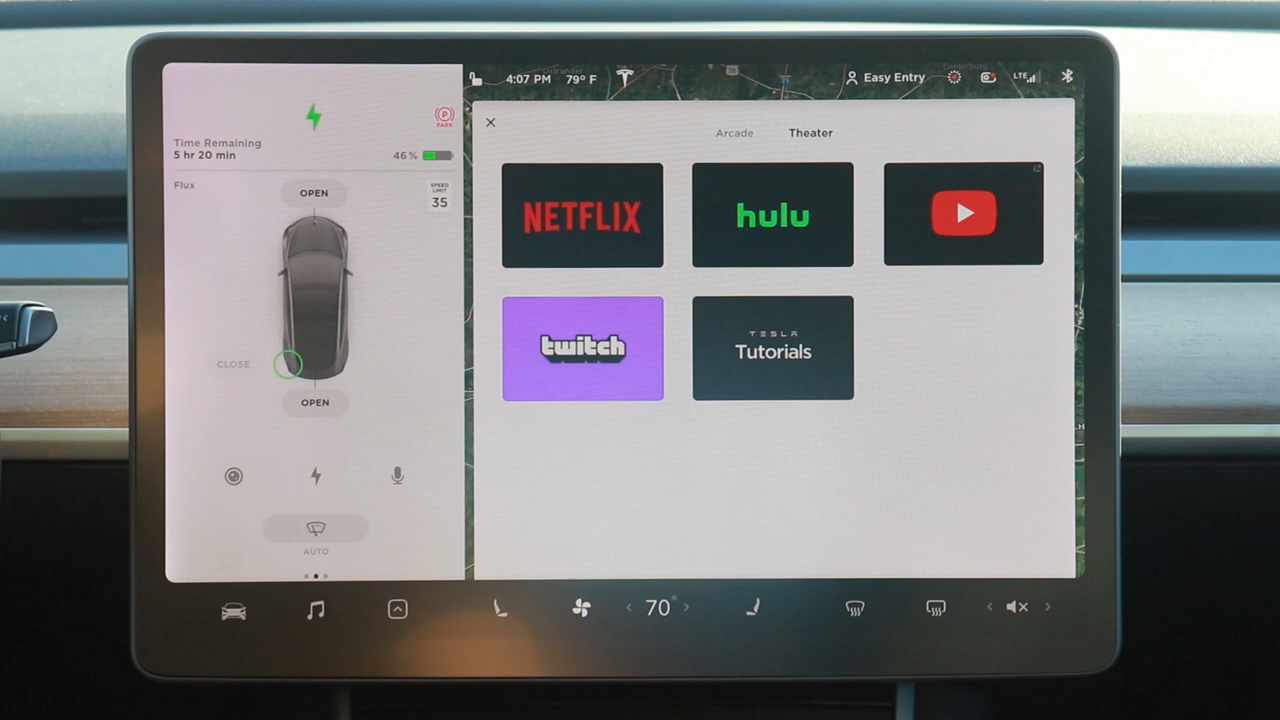 4:07 PM 79° F
Easy Entry
LTE
Time Remaining
5 hr 20 min
46 %
P
PARK
Flux
SPEED
LIMIT
35
OPEN
CLOSE
OPEN
AUTO
Arcade Theater
NETFLIX
hulu
twitch
TESLA
Tutorials
70°